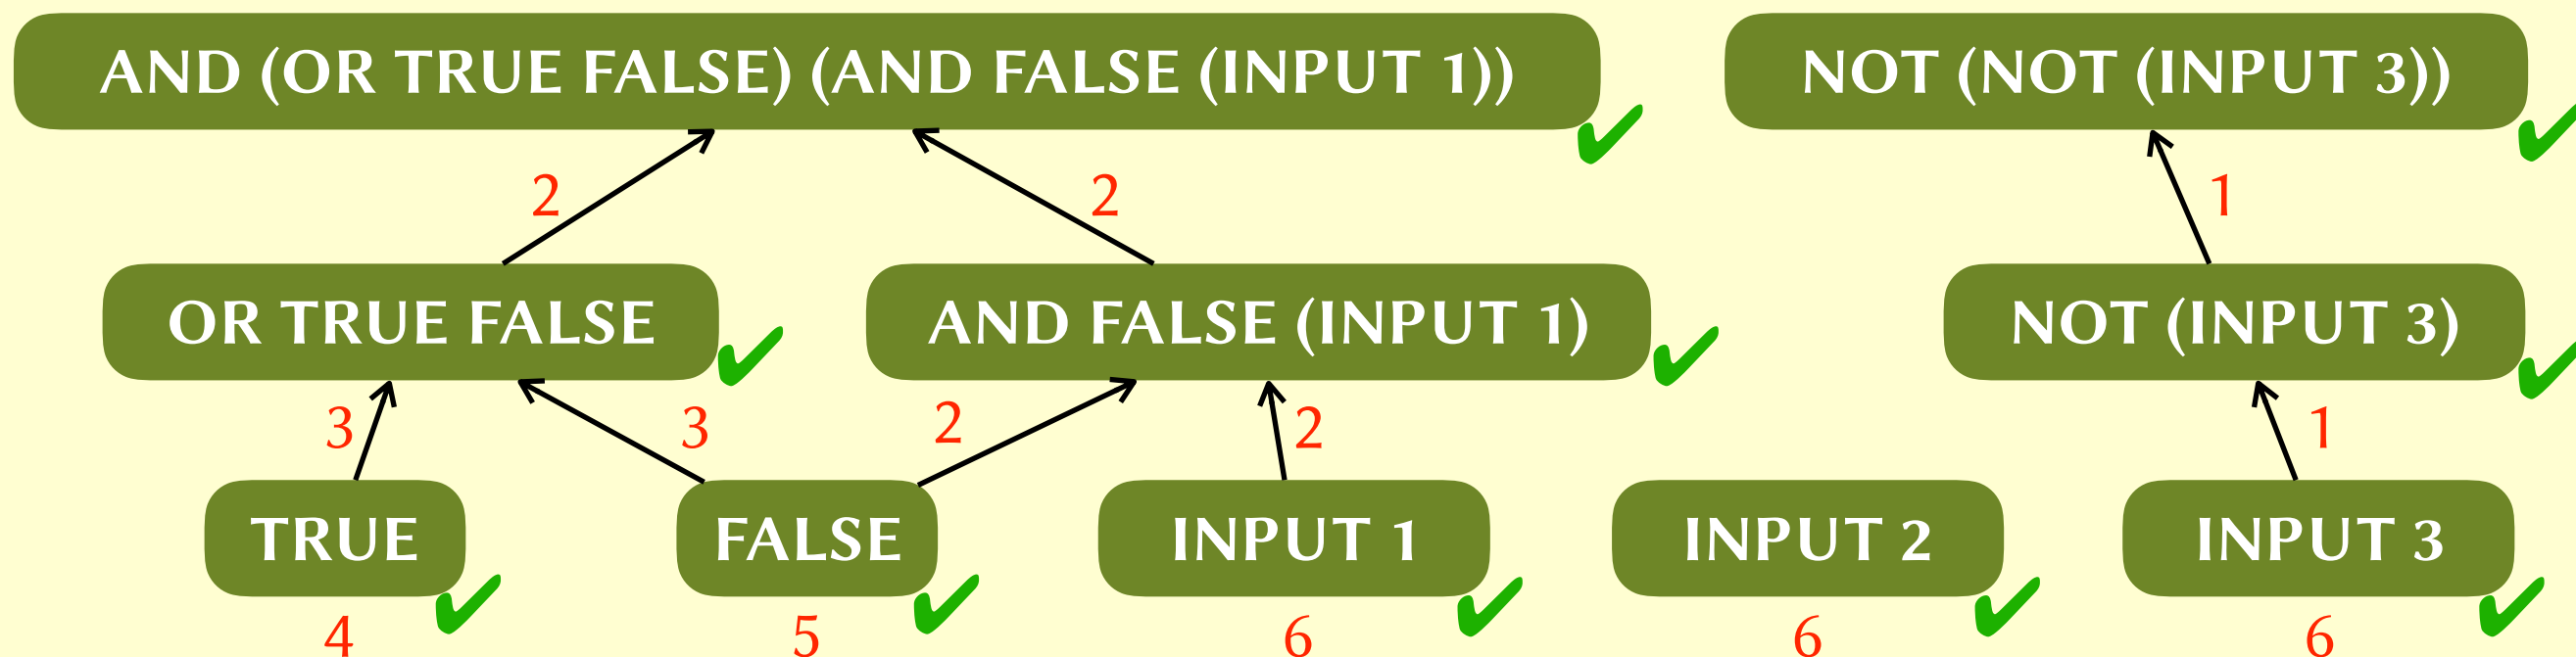 AND (OR TRUE FALSE) (AND FALSE (INPUT 1))
NOT (NOT (INPUT 3))
2
2
1
OR TRUE FALSE
AND FALSE (INPUT 1)
NOT (INPUT 3)
3
3
2
2
1
TRUE
FALSE
INPUT 1
INPUT 2
INPUT 3
4
5
6
6
6